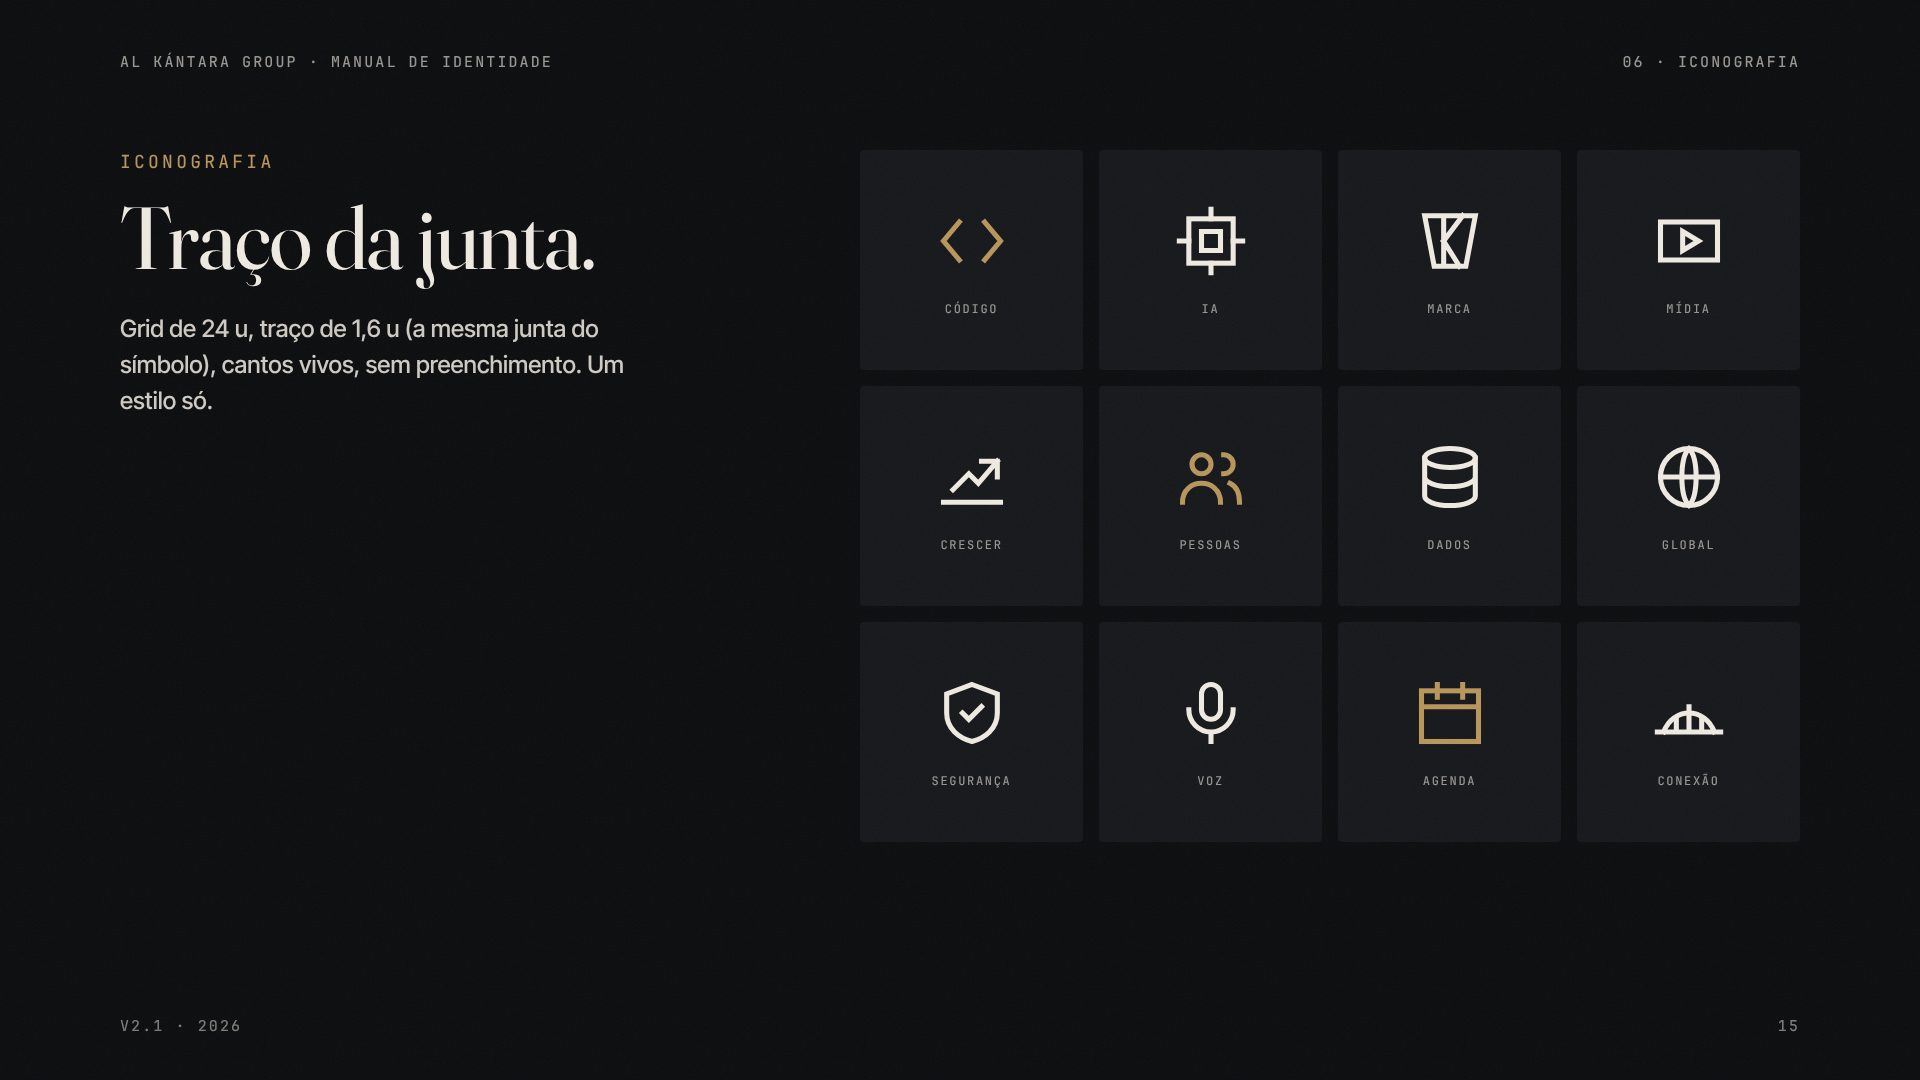 AL KÁNTARA GROUP · MANUAL DE IDENTIDADE
06 · ICONOGRAFIA
ICONOGRAFIA
Traço da junta.
Grid de 24 u, traço de 1,6 u (a mesma junta do
símbolo), cantos vivos, sem preenchimento. Um
estilo só.
CÓDIGO
IA
MARCA
MÍDIA
CRESCER
PESSOAS
DADOS
GLOBAL
SEGURANÇA
VOZ
AGENDA
CONEXÃO
V2.1 · 2026
15